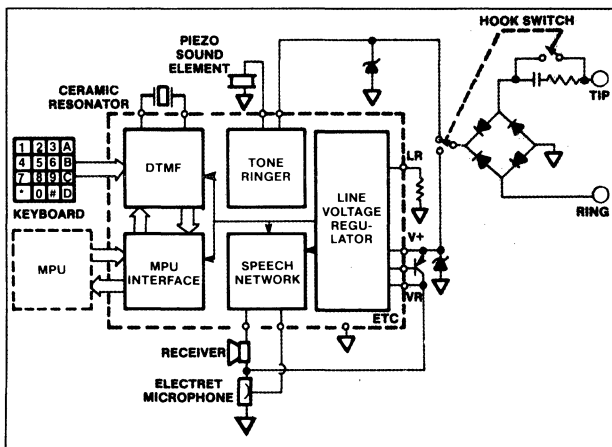 HOOK SWITCH
PIEZO
SOUND
ELEMENT
TIP
CERAMIC
RESONATOR
1 2 3 A
4 5 6 B
7 8 9 C
* 0 # D
KEYBOARD
DTMF
TONE
RINGER
LINE
VOLTAGE
REGU-
LATOR
LR
RING
V+
MPU
MPU
INTERFACE
SPEECH
NETWORK
VR
ETC
RECEIVER
ELECTRET
MICROPHONE